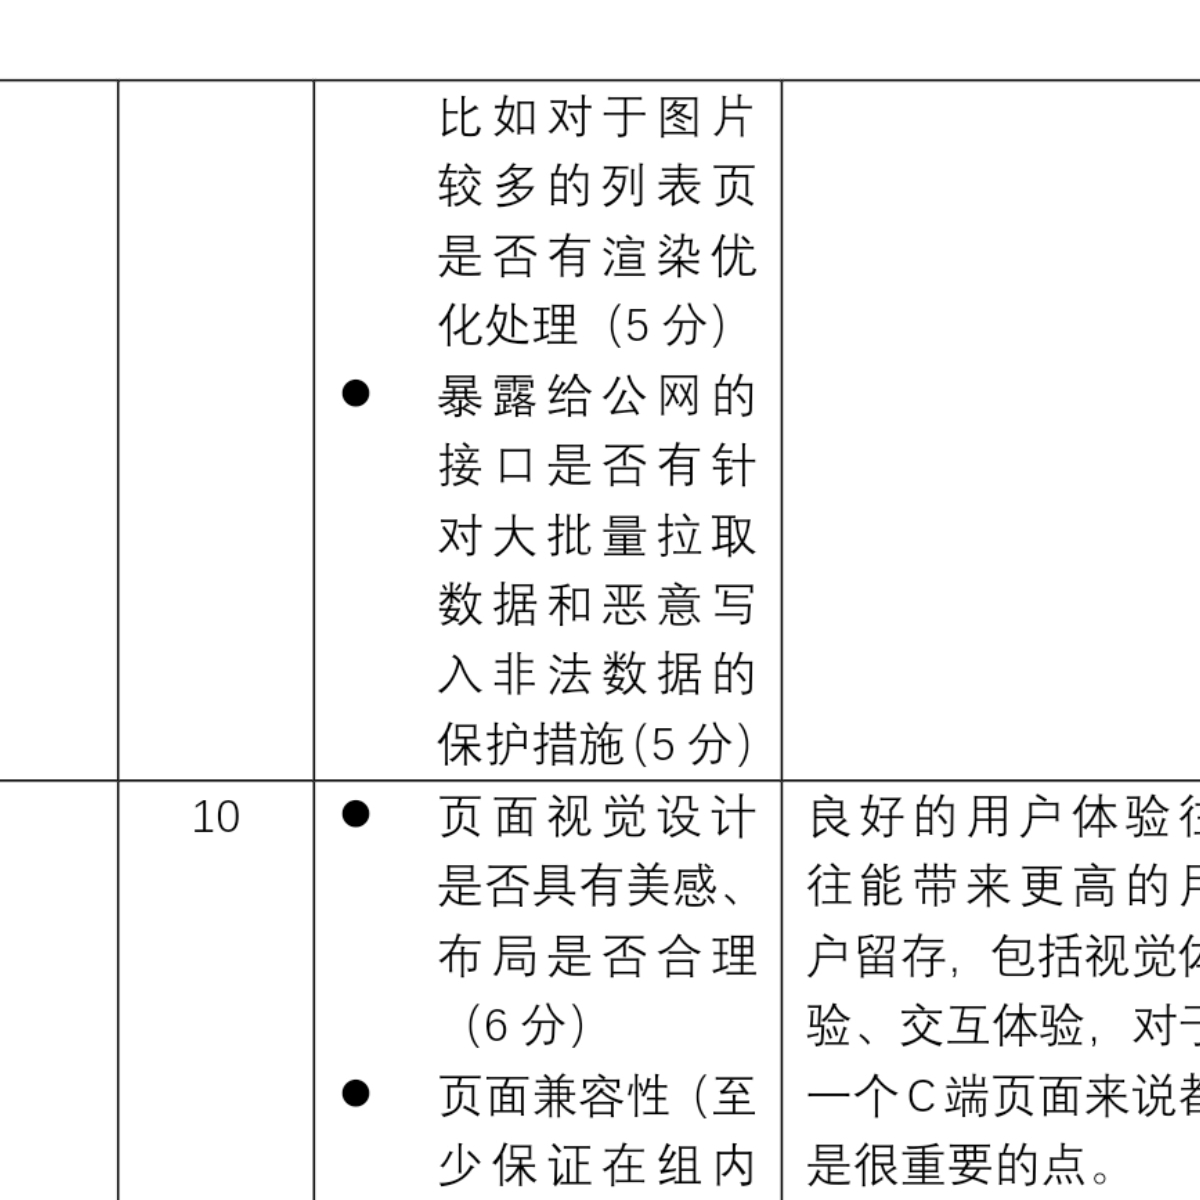 比如对于图片
较多的列表页
是否有渲染优
化处理（5 分）
● 暴露给公网的
接口是否有针
对大批量拉取
数据和恶意写
入非法数据的
保护措施（5 分）
10
● 页面视觉设计
是否具有美感、
布局是否合理
（6 分）
● 页面兼容性（至
少保证在组内
良好的用户体验往
往能带来更高的用
户留存，包括视觉体
验、交互体验，对于
一个 C 端页面来说都
是很重要的点。